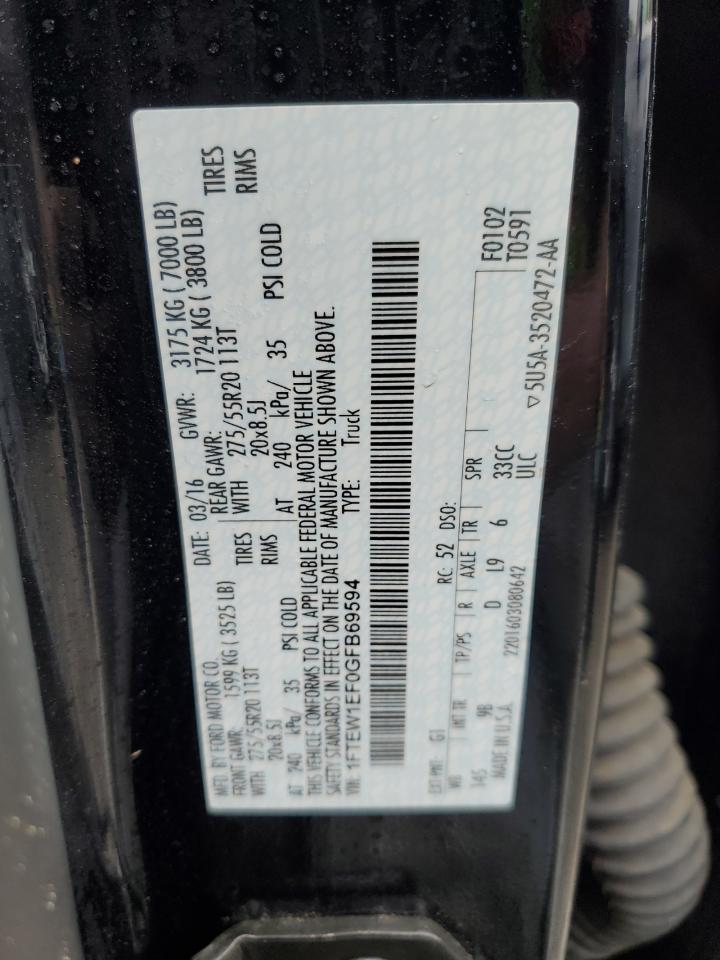 MFD. BY FORD MOTOR CO. DATE: 03/16 GVWR: 3175 KG ( 7000 LB)
FRONT GAWR: 1599 KG ( 3525 LB) REAR GAWR: 1724 KG ( 3800 LB)
WITH 275/55R20 113T TIRES WITH 275/55R20 113T TIRES
20x8.5J RIMS 20x8.5J RIMS
AT 240 kPa/ 35 PSI COLD AT 240 kPa/ 35 PSI COLD
THIS VEHICLE CONFORMS TO ALL APPLICABLE FEDERAL MOTOR VEHICLE
SAFETY STANDARDS IN EFFECT ON THE DATE OF MANUFACTURE SHOWN ABOVE.
VIN: 1FTEW1EF0GFB69594 TYPE: Truck
EXT PNT: G1 RC: 52 DSO: F0102
WB INT TR TP/PS R AXLE TR SPR T0591
145 9B D L9 6 33CC
MADE IN U.S.A. 2201603080642 ULC ▽5U5A-3520472-AA